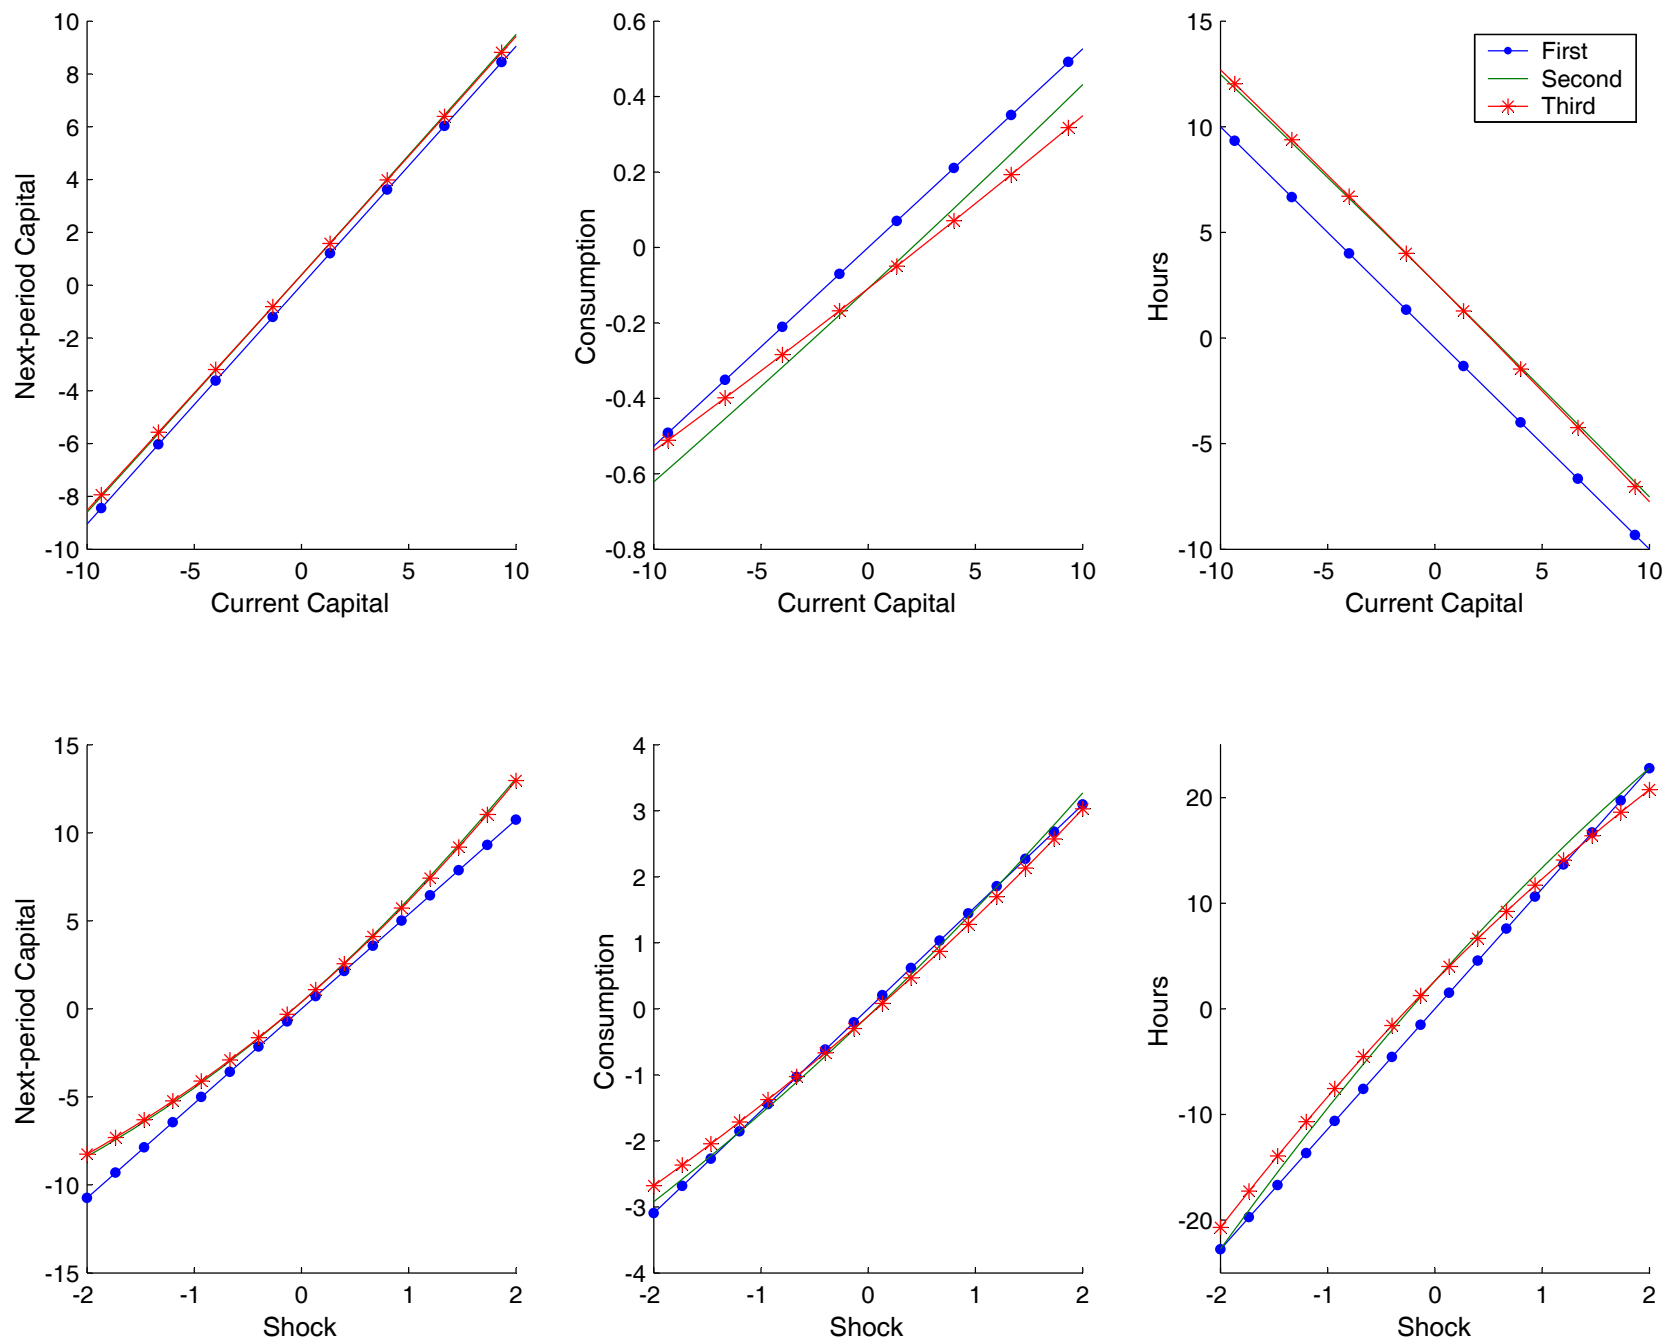 10
8
6
4
2
0
-2
-4
-6
-8
-10
-10 -5 0 5 10
Next-period Capital
Current Capital
0.6
0.4
0.2
0
-0.2
-0.4
-0.6
-0.8
-10 -5 0 5 10
Consumption
Current Capital
15
10
5
0
-5
-10
-10 -5 0 5 10
Hours
Current Capital
First
Second
Third
15
10
5
0
-5
-10
-15
-2 -1 0 1 2
Next-period Capital
Shock
4
3
2
1
0
-1
-2
-3
-4
-2 -1 0 1 2
Consumption
Shock
20
10
0
-10
-20
-2 -1 0 1 2
Hours
Shock